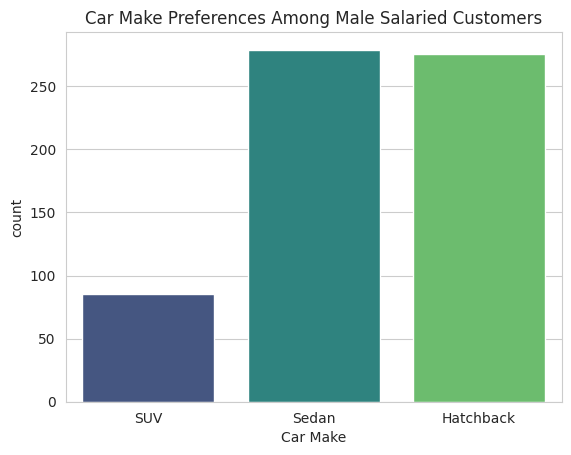 Car Make Preferences Among Male Salaried Customers
250
200
150
100
50
0
count
SUV Sedan Hatchback
Car Make